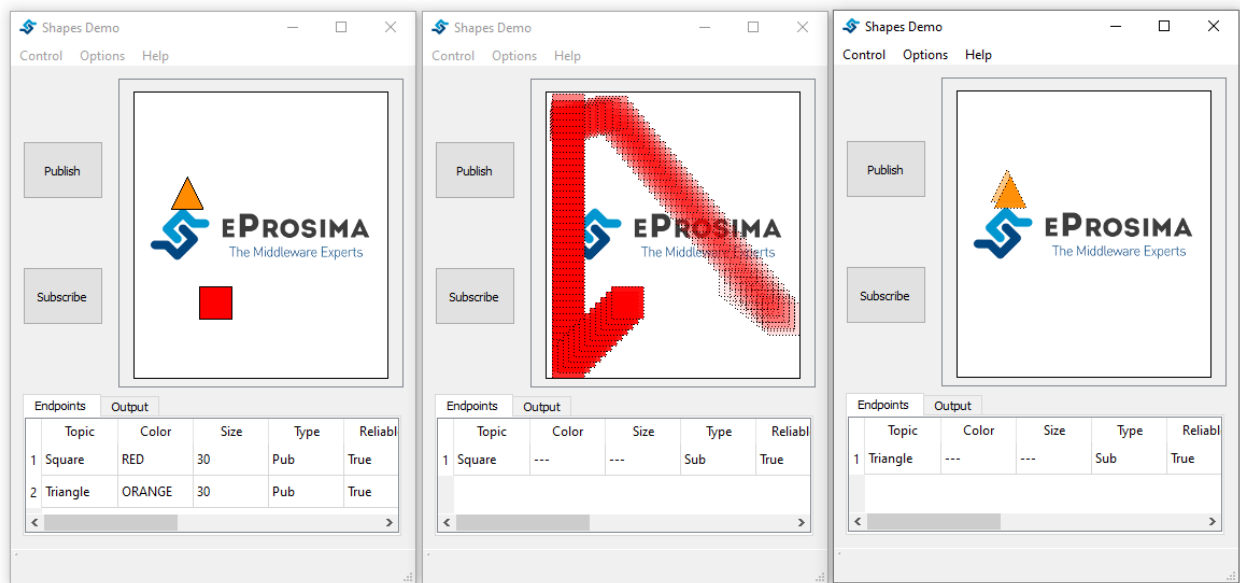 Shapes Demo
Control Options Help
Publish
Subscribe
EPROSIMA
The Middleware Experts
Endpoints Output
Topic Color Size Type Reliabl
1 Square RED 30 Pub True
2 Triangle ORANGE 30 Pub True
Shapes Demo
Control Options Help
Publish
Subscribe
EPROSIMA
The Middleware Experts
Endpoints Output
Topic Color Size Type Reliabl
1 Square --- --- Sub True
Shapes Demo
Control Options Help
Publish
Subscribe
EPROSIMA
The Middleware Experts
Endpoints Output
Topic Color Size Type Reliabl
1 Triangle --- --- Sub True